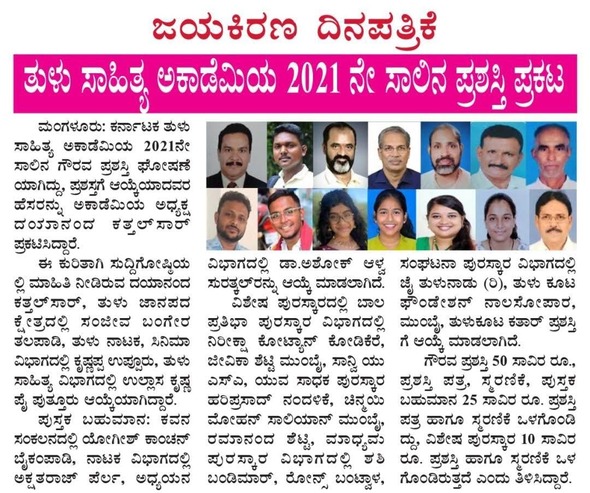 ಜಯಕಿರಣ ದಿನಪತ್ರಿಕೆ
ತುಳು ಸಾಹಿತ್ಯ ಅಕಾಡೆಮಿಯ 2021 ನೇ ಸಾಲಿನ ಪ್ರಶಸ್ತಿ ಪ್ರಕಟ
ಮಂಗಳೂರು: ಕರ್ನಾಟಕ ತುಳು
ಸಾಹಿತ್ಯ ಅಕಾಡೆಮಿಯ 2021ನೇ
ಸಾಲಿನ ಗೌರವ ಪ್ರಶಸ್ತಿ ಘೋಷಣೆ
ಯಾಗಿದ್ದು, ಪ್ರಶಸ್ತಗೆ ಆಯ್ಕೆಯಾದವರ
ಹೆಸರನ್ನು ಅಕಾಡೆಮಿಯ ಅಧ್ಯಕ್ಷ
ದಯಾನಂದ ಕತ್ತಲ್‌ಸಾರ್
ಪ್ರಕಟಿಸಿದ್ದಾರೆ.
ಈ ಕುರಿತಾಗಿ ಸುದ್ದಿಗೋಷ್ಠಿಯ
ಲ್ಲಿ ಮಾಹಿತಿ ನೀಡಿರುವ ದಯಾನಂದ
ಕತ್ತಲ್‌ಸಾರ್, ತುಳು ಜಾನಪದ
ಕ್ಷೇತ್ರದಲ್ಲಿ ಸಂಜೀವ ಬಂಗೇರ
ತಲಪಾಡಿ, ತುಳು ನಾಟಕ, ಸಿನಿಮಾ
ವಿಭಾಗದಲ್ಲಿ ಕೃಷ್ಣಪ್ಪ ಉಪ್ಪೂರು, ತುಳು
ಸಾಹಿತ್ಯ ವಿಭಾಗದಲ್ಲಿ ಉಲ್ಲಾಸ ಕೃಷ್ಣ
ಪೈ ಪುತ್ತೂರು ಆಯ್ಕೆಯಾಗಿದ್ದಾರೆ.
ಪುಸ್ತಕ ಬಹುಮಾನ: ಕವನ
ಸಂಕಲನದಲ್ಲಿ ಯೋಗೀಶ್ ಕಾಂಚನ್
ಬೈಕಂಪಾಡಿ, ನಾಟಕ ವಿಭಾಗದಲ್ಲಿ
ಅಕ್ಷತರಾಜ್ ಪೆರ್ಲ, ಅಧ್ಯಯನ
ವಿಭಾಗದಲ್ಲಿ ಡಾ.ಅಶೋಕ್ ಆಳ್ವ
ಸುರತ್ಕಲ್‌ರನ್ನು ಆಯ್ಕೆ ಮಾಡಲಾಗಿದೆ.
ವಿಶೇಷ ಪುರಸ್ಕಾರದಲ್ಲಿ ಬಾಲ
ಪ್ರತಿಭಾ ಪುರಸ್ಕಾರ ವಿಭಾಗದಲ್ಲಿ
ನಿರೀಕ್ಷಾ ಕೋಟ್ಯಾನ್ ಕೋಡಿಕೆರೆ,
ಜೀವಿಕಾ ಶೆಟ್ಟಿ ಮುಂಬೈ, ಸಾನ್ವಿ ಯು
ಎಸ್ಎ, ಯುವ ಸಾಧಕ ಪುರಸ್ಕಾರ
ಹರಿಪ್ರಸಾದ್ ನಂದಳಿಕೆ, ಚಿನ್ಮಯಿ
ಮೋಹನ್ ಸಾಲಿಯಾನ್ ಮುಂಬೈ,
ರಮಾನಂದ ಶೆಟ್ಟಿ, ಮಾಧ್ಯಮ
ಪುರಸ್ಕಾರ ವಿಭಾಗದಲ್ಲಿ ಶಶಿ
ಬಂಡಿಮಾರ್, ರೋನ್ಸ್ ಬಂಟ್ವಾಳ,
ಸಂಘಟನಾ ಪುರಸ್ಕಾರ ವಿಭಾಗದಲ್ಲಿ
ಜೈ ತುಳುನಾಡು (ರಿ), ತುಳು ಕೂಟ
ಫೌಂಡೇಶನ್ ನಾಲಸೋಪಾರ,
ಮುಂಬೈ, ತುಳುಕೂಟ ಕತಾರ್ ಪ್ರಶಸ್ತಿ
ಗೆ ಆಯ್ಕೆ ಮಾಡಲಾಗಿದೆ.
ಗೌರವ ಪ್ರಶಸ್ತಿ 50 ಸಾವಿರ ರೂ.,
ಪ್ರಶಸ್ತಿ ಪತ್ರ, ಸ್ಮರಣಿಕೆ, ಪುಸ್ತಕ
ಬಹುಮಾನ 25 ಸಾವಿರ ರೂ. ಪ್ರಶಸ್ತಿ
ಪತ್ರ ಹಾಗೂ ಸ್ಮರಣಿಕೆ ಒಳಗೊಂಡಿ
ದ್ದು, ವಿಶೇಷ ಪುರಸ್ಕಾರ 10 ಸಾವಿರ
ರೂ. ಪ್ರಶಸ್ತಿ ಹಾಗೂ ಸ್ಮರಣಿಕೆ ಒಳ
ಗೊಂಡಿರುತ್ತದೆ ಎಂದು ತಿಳಿಸಿದ್ದಾರೆ.